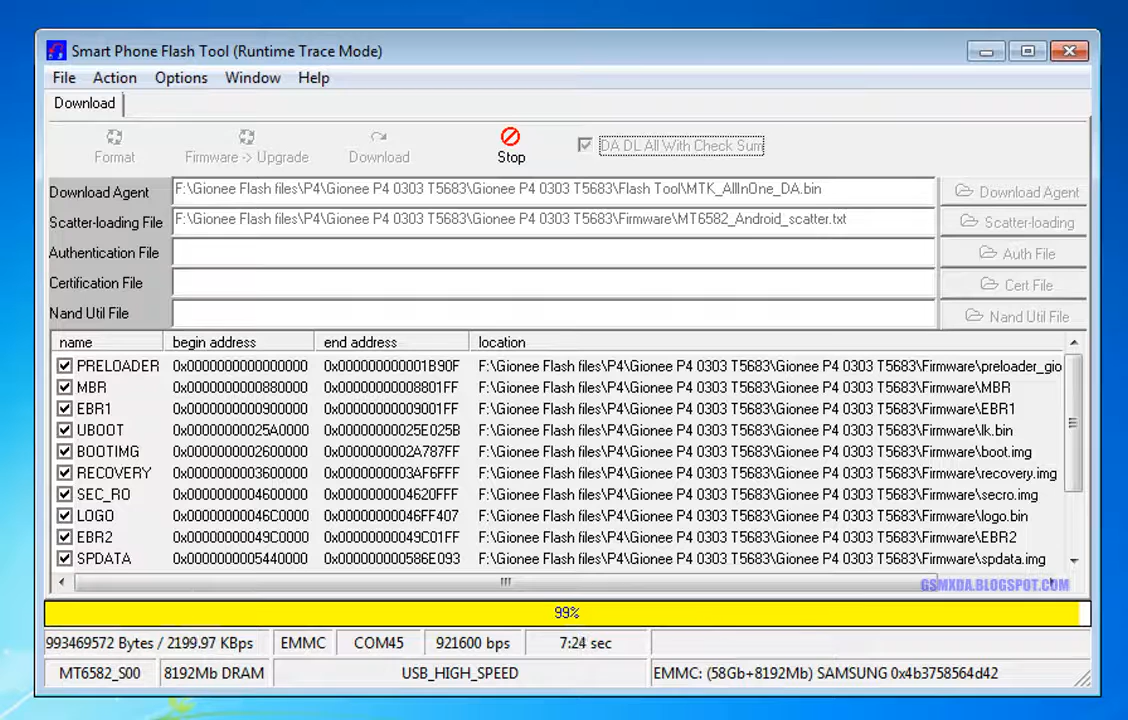 Smart Phone Flash Tool (Runtime Trace Mode)
File Action Options Window Help
Download
Format Firmware -> Upgrade Download Stop DA DL All With Check Sum
Download Agent F:\Gionee Flash files\P4\Gionee P4 0303 T5683\Gionee P4 0303 T5683\Flash Tool\MTK_AllInOne_DA.bin Download Agent
Scatter-loading File F:\Gionee Flash files\P4\Gionee P4 0303 T5683\Gionee P4 0303 T5683\Firmware\MT6582_Android_scatter.txt Scatter-loading
Authentication File Auth File
Certification File Cert File
Nand Util File Nand Util File
name begin address end address location
PRELOADER 0x0000000000000000 0x000000000001B90F F:\Gionee Flash files\P4\Gionee P4 0303 T5683\Gionee P4 0303 T5683\Firmware\preloader_gio
MBR 0x0000000000880000 0x00000000008801FF F:\Gionee Flash files\P4\Gionee P4 0303 T5683\Gionee P4 0303 T5683\Firmware\MBR
EBR1 0x0000000000900000 0x00000000009001FF F:\Gionee Flash files\P4\Gionee P4 0303 T5683\Gionee P4 0303 T5683\Firmware\EBR1
UBOOT 0x00000000025A0000 0x00000000025E025B F:\Gionee Flash files\P4\Gionee P4 0303 T5683\Gionee P4 0303 T5683\Firmware\lk.bin
BOOTIMG 0x0000000002600000 0x0000000002A787FF F:\Gionee Flash files\P4\Gionee P4 0303 T5683\Gionee P4 0303 T5683\Firmware\boot.img
RECOVERY 0x0000000003600000 0x0000000003AF6FFF F:\Gionee Flash files\P4\Gionee P4 0303 T5683\Gionee P4 0303 T5683\Firmware\recovery.img
SEC_RO 0x0000000004600000 0x0000000004620FFF F:\Gionee Flash files\P4\Gionee P4 0303 T5683\Gionee P4 0303 T5683\Firmware\secro.img
LOGO 0x00000000046C0000 0x00000000046FF407 F:\Gionee Flash files\P4\Gionee P4 0303 T5683\Gionee P4 0303 T5683\Firmware\logo.bin
EBR2 0x00000000049C0000 0x00000000049C01FF F:\Gionee Flash files\P4\Gionee P4 0303 T5683\Gionee P4 0303 T5683\Firmware\EBR2
SPDATA 0x0000000005440000 0x000000000586E093 F:\Gionee Flash files\P4\Gionee P4 0303 T5683\Gionee P4 0303 T5683\Firmware\spdata.img
GSMXDA.BLOGSPOT.COM
99%
993469572 Bytes / 2199.97 KBps EMMC COM45 921600 bps 7:24 sec
MT6582_S00 8192Mb DRAM USB_HIGH_SPEED EMMC: (58Gb+8192Mb) SAMSUNG 0x4b3758564d42